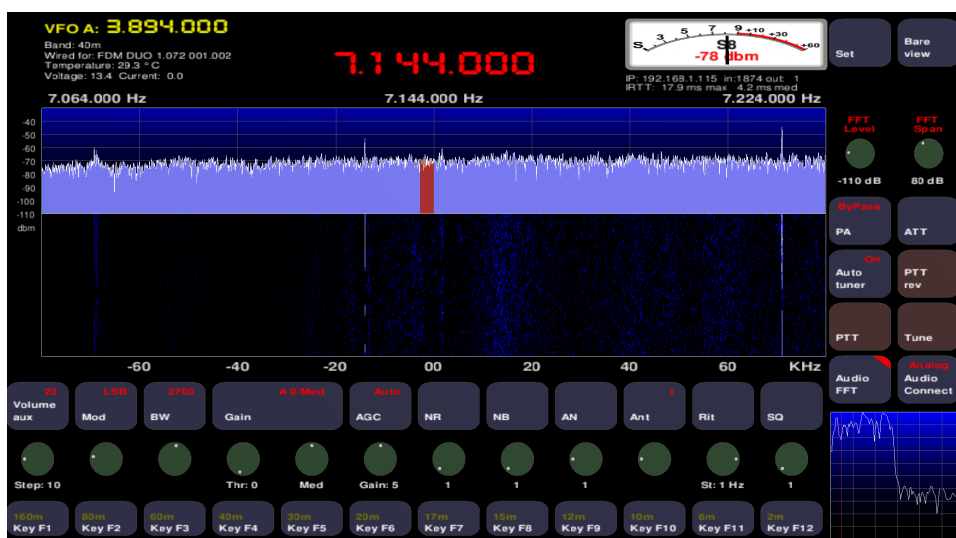 VFO A: 3.894.000
Band: 40m
Wired for: FDM DUO 1.072 001.002
Temperature: 29.3 °C
Voltage: 13.4 Current: 0.0
7.144.000
S 3 5 7 9 +10 +30 +60
S8
-78 dbm
IP: 192.168.1.115 in:1874 out: 1
IRTT: 17.9 ms max 4.2 ms med
Set
Bare view
7.064.000 Hz 7.144.000 Hz 7.224.000 Hz
-40
-50
-60
-70
-80
-90
-100
-110
dbm
FFT Level
FFT Span
-110 dB
80 dB
ByPass
PA
ATT
On
Auto tuner
PTT rev
PTT
Tune
Audio FFT
Analog
Audio Connect
-60 -40 -20 00 20 40 60 KHz
20 LSB 2700 A 0/Med Auto 1
Volume aux Mod BW Gain AGC NR NB AN Ant Rit SQ
Step: 10 Thr: 0 Med Gain: 5 1 1 1 St: 1 Hz 1
160m 80m 60m 40m 30m 20m 17m 15m 12m 10m 6m 2m
Key F1 Key F2 Key F3 Key F4 Key F5 Key F6 Key F7 Key F8 Key F9 Key F10 Key F11 Key F12